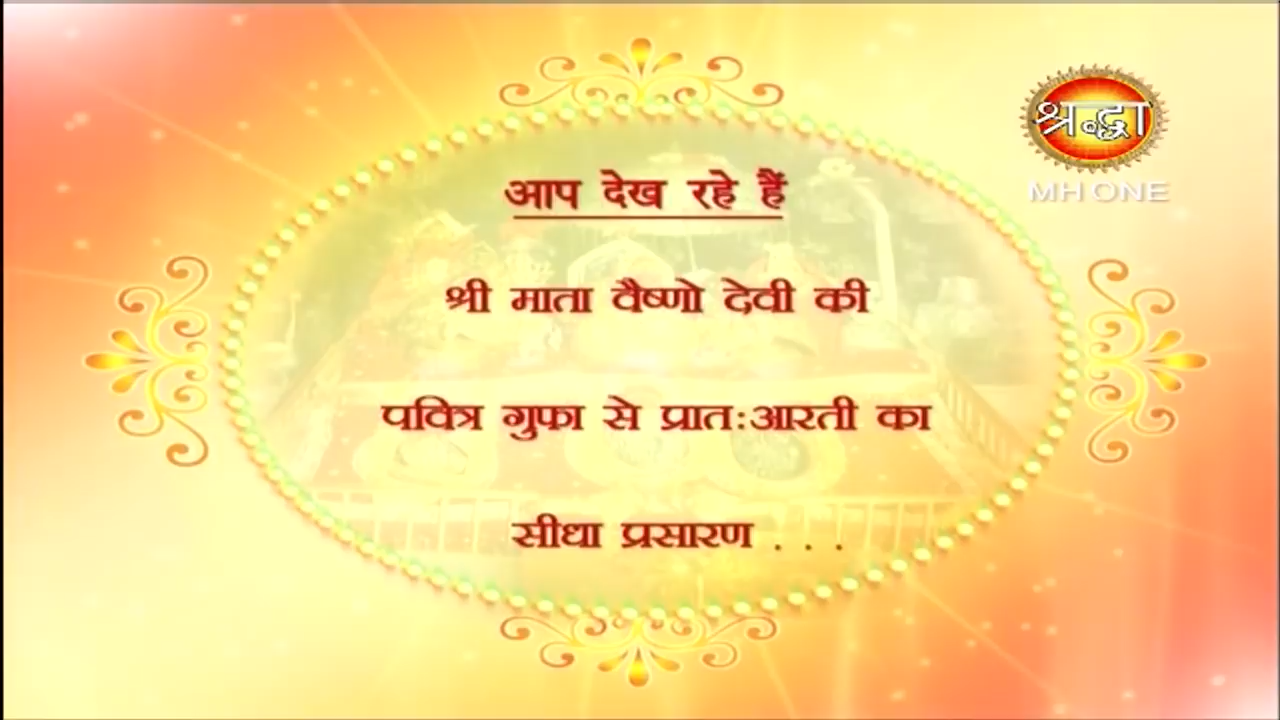 श्रद्धा
MH ONE
आप देख रहे हैं
श्री माता वैष्णो देवी की
पवित्र गुफा से प्रातःआरती का
सीधा प्रसारण . . .